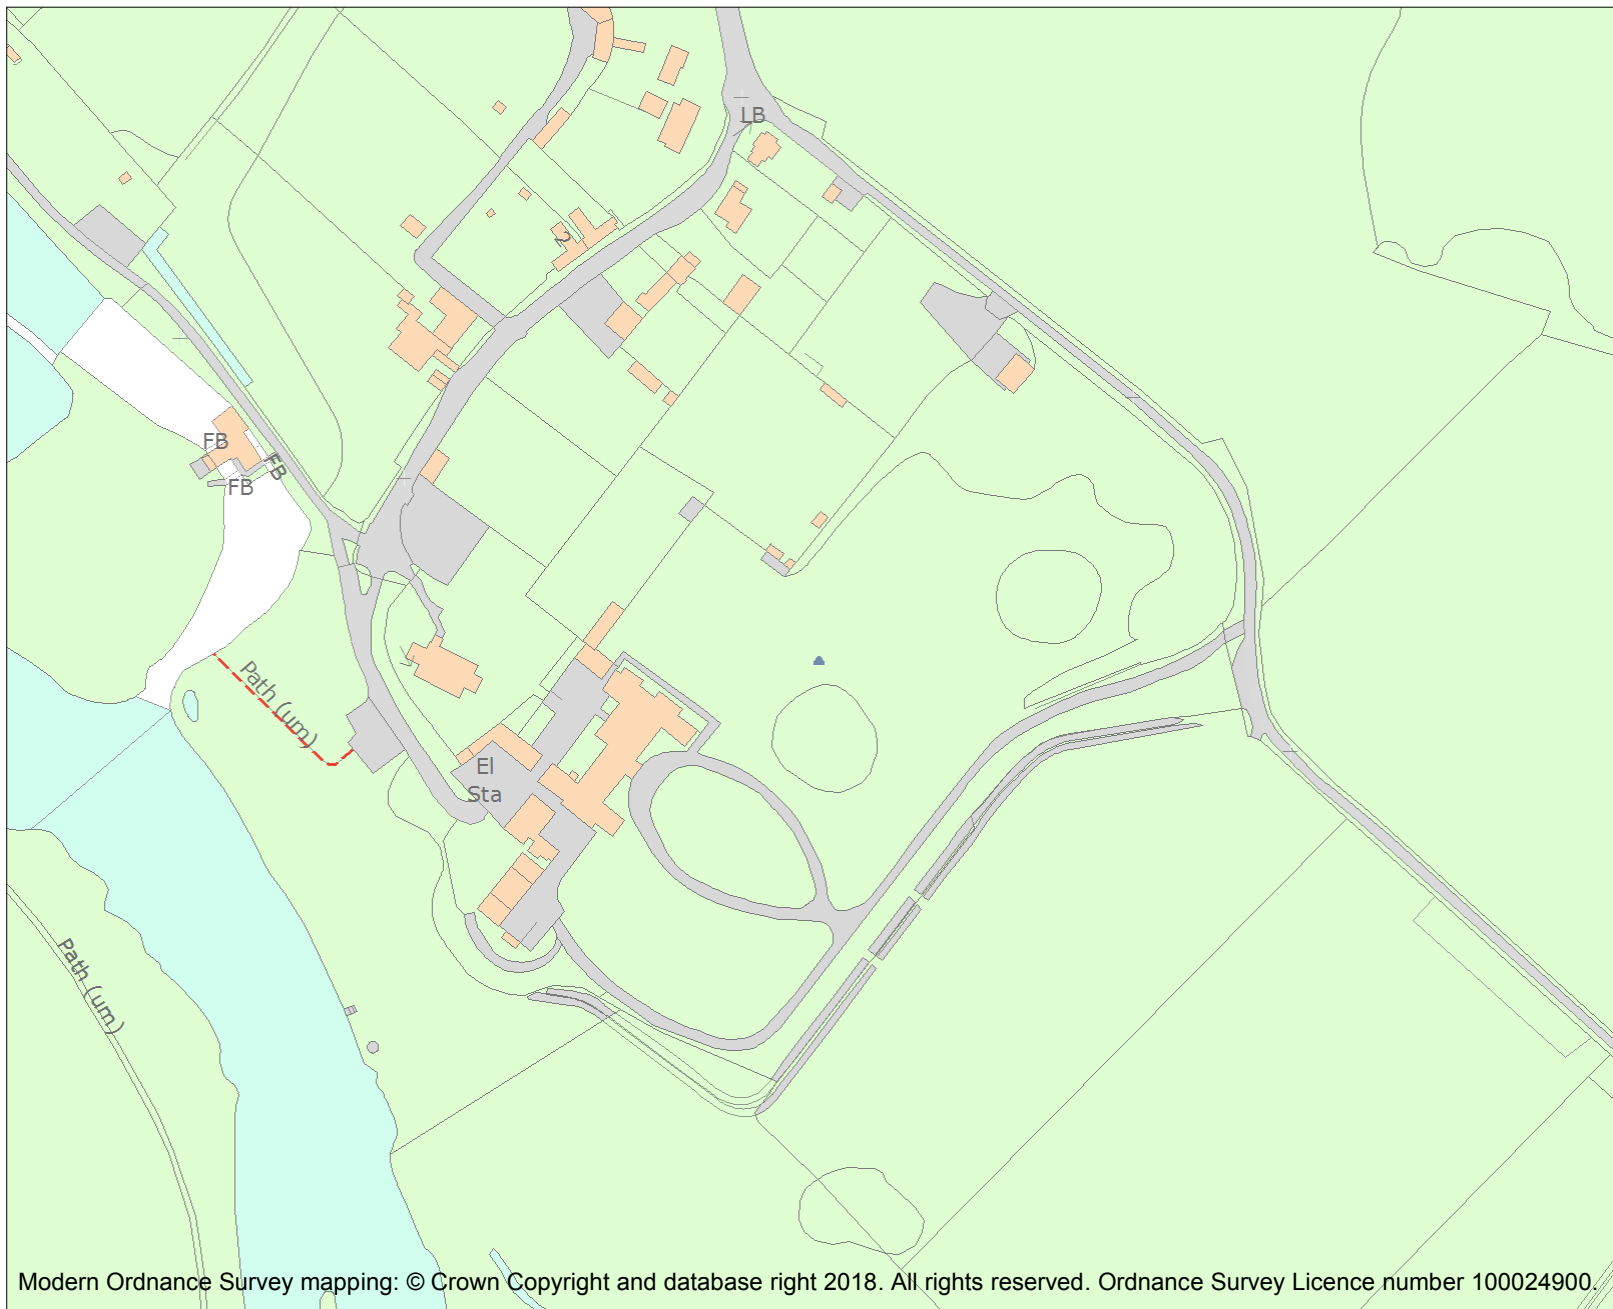 LB
2
FB
FB
FB
Path (um)
El
Sta
Path (um)
Modern Ordnance Survey mapping: © Crown Copyright and database right 2018. All rights reserved. Ordnance Survey Licence number 100024900.